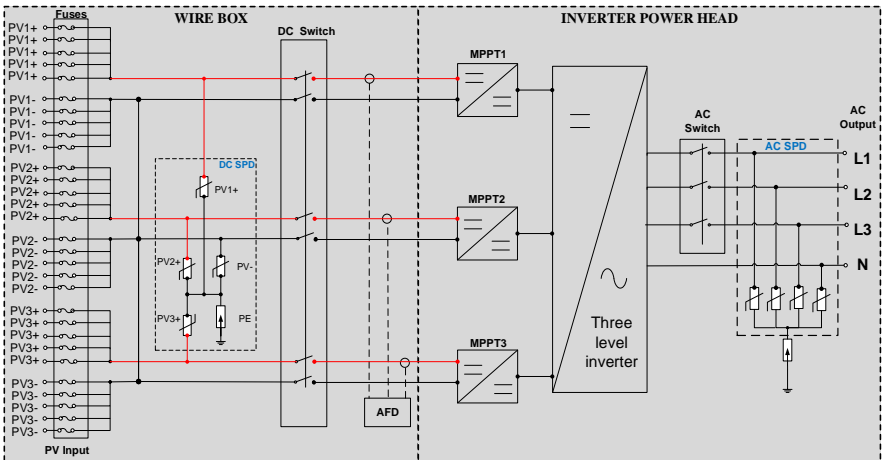 Fuses
WIRE BOX
INVERTER POWER HEAD
DC Switch
PV1+
PV1+
PV1+
PV1+
PV1+
PV1-
PV1-
PV1-
PV1-
PV1-
PV2+
PV2+
PV2+
PV2+
PV2+
PV2-
PV2-
PV2-
PV2-
PV2-
PV3+
PV3+
PV3+
PV3+
PV3+
PV3-
PV3-
PV3-
PV3-
PV3-
PV Input
DC SPD
PV1+
PV2+
PV-
PV3+
PE
AFD
MPPT1
MPPT2
MPPT3
Three
level
inverter
AC
Switch
AC SPD
AC
Output
L1
L2
L3
N